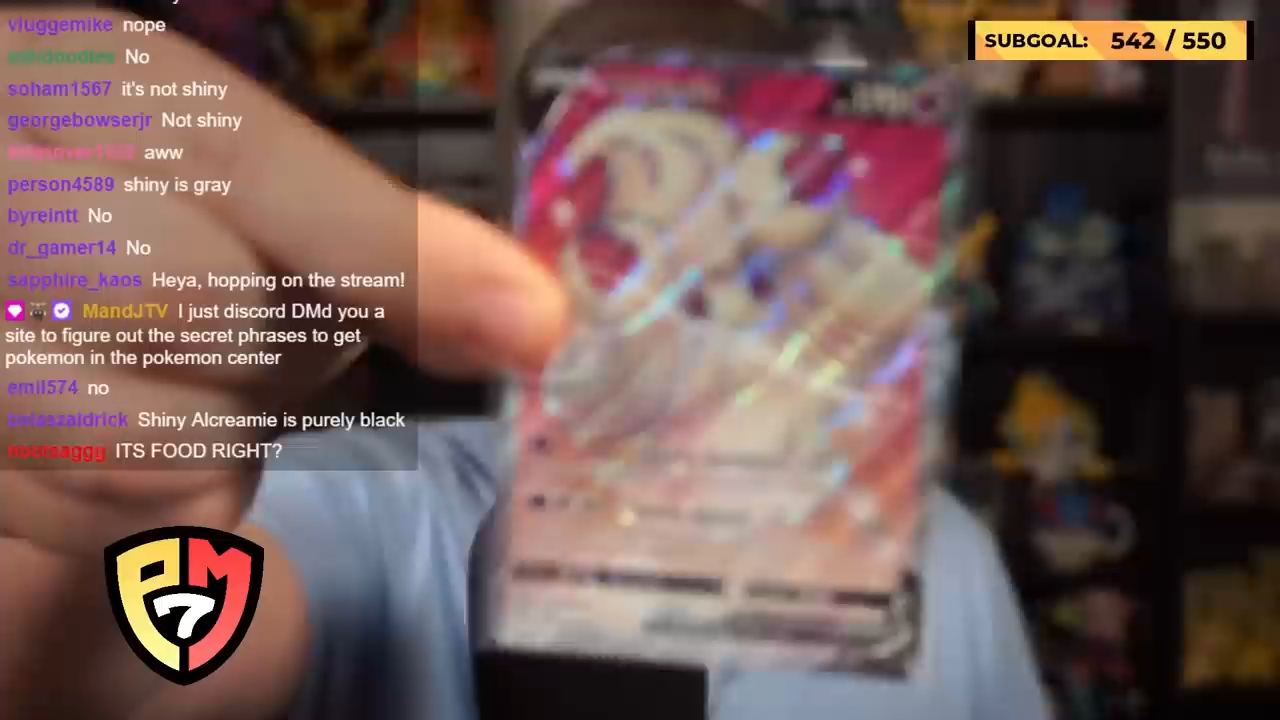 viuggemike nope
No
soham1567 it's not shiny
georgebowserjr Not shiny
aww
person4589 shiny is gray
byreintt No
dr_gamer14 No
sapphire_kaos Heya, hopping on the stream!
MandJTV I just discord DMd you a
site to figure out the secret phrases to get
pokemon in the pokemon center
emil574 no
Shiny Alcreamie is purely black
ITS FOOD RIGHT?
SUBGOAL: 542 / 550
P M
7